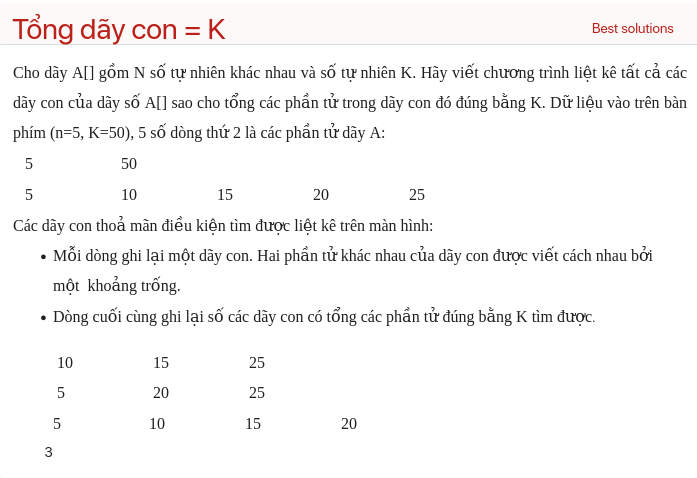 Tổng dãy con = K
Best solutions
Cho dãy A[] gồm N số tự nhiên khác nhau và số tự nhiên K. Hãy viết chương trình liệt kê tất cả các
dãy con của dãy số A[] sao cho tổng các phần tử trong dãy con đó đúng bằng K. Dữ liệu vào trên bàn
phím (n=5, K=50), 5 số dòng thứ 2 là các phần tử dãy A:
5 50
5 10 15 20 25
Các dãy con thoả mãn điều kiện tìm được liệt kê trên màn hình:
• Mỗi dòng ghi lại một dãy con. Hai phần tử khác nhau của dãy con được viết cách nhau bởi
một khoảng trống.
• Dòng cuối cùng ghi lại số các dãy con có tổng các phần tử đúng bằng K tìm được.
10 15 25
5 20 25
5 10 15 20
3